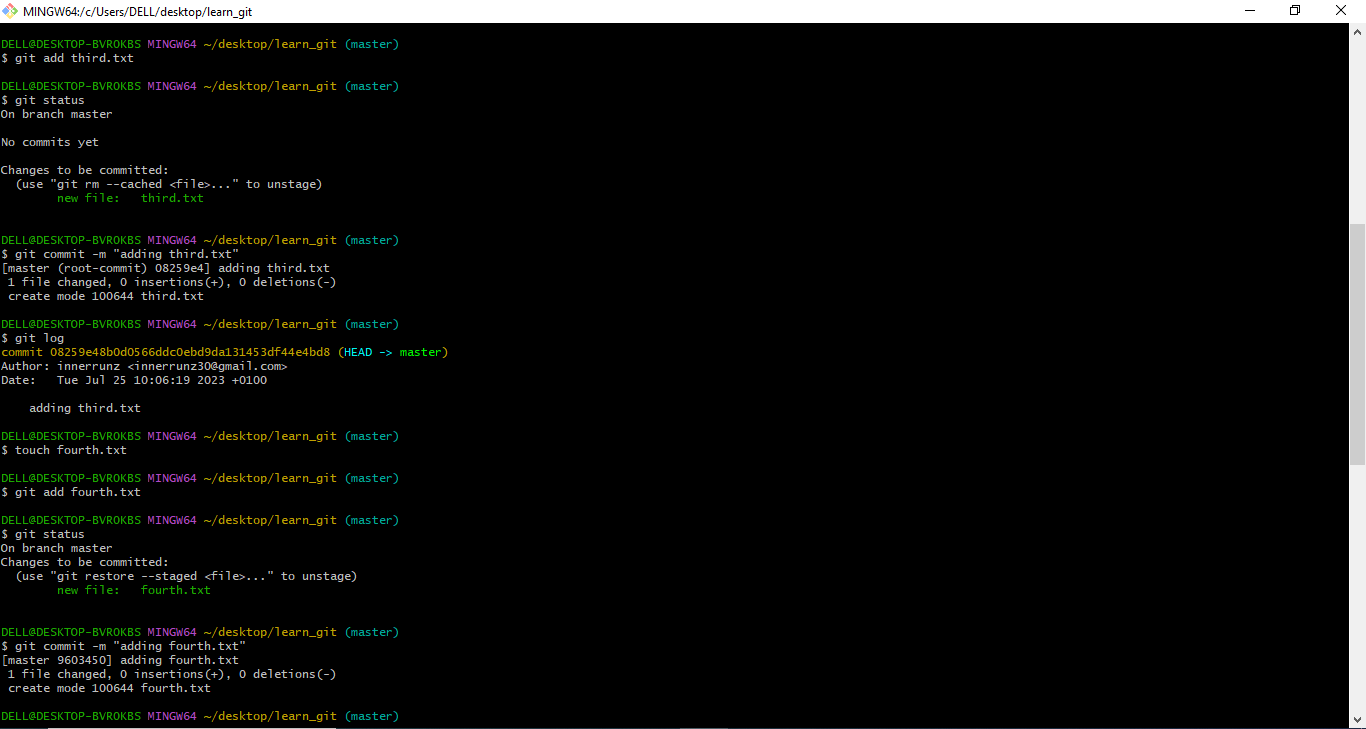 MINGW64:/c/Users/DELL/desktop/learn_git
DELL@DESKTOP-BVROKBS MINGW64 ~/desktop/learn_git (master)
$ git add third.txt
DELL@DESKTOP-BVROKBS MINGW64 ~/desktop/learn_git (master)
$ git status
On branch master
No commits yet
Changes to be committed:
  (use "git rm --cached <file>..." to unstage)
        new file:   third.txt
DELL@DESKTOP-BVROKBS MINGW64 ~/desktop/learn_git (master)
$ git commit -m "adding third.txt"
[master (root-commit) 08259e4] adding third.txt
 1 file changed, 0 insertions(+), 0 deletions(-)
 create mode 100644 third.txt
DELL@DESKTOP-BVROKBS MINGW64 ~/desktop/learn_git (master)
$ git log
commit 08259e48b0d0566ddc0ebd9da131453df44e4bd8 (HEAD -> master)
Author: innerrunz <innerrunz30@gmail.com>
Date:   Tue Jul 25 10:06:19 2023 +0100
    adding third.txt
DELL@DESKTOP-BVROKBS MINGW64 ~/desktop/learn_git (master)
$ touch fourth.txt
DELL@DESKTOP-BVROKBS MINGW64 ~/desktop/learn_git (master)
$ git add fourth.txt
DELL@DESKTOP-BVROKBS MINGW64 ~/desktop/learn_git (master)
$ git status
On branch master
Changes to be committed:
  (use "git restore --staged <file>..." to unstage)
        new file:   fourth.txt
DELL@DESKTOP-BVROKBS MINGW64 ~/desktop/learn_git (master)
$ git commit -m "adding fourth.txt"
[master 9603450] adding fourth.txt
 1 file changed, 0 insertions(+), 0 deletions(-)
 create mode 100644 fourth.txt
DELL@DESKTOP-BVROKBS MINGW64 ~/desktop/learn_git (master)